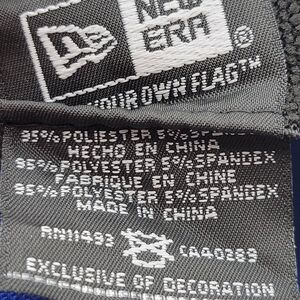 NEW
ERA®
YOUR OWN FLAG™
95% POLIESTER 5% SPANDEX
HECHO EN CHINA
95% POLYESTER 5% SPANDEX
FABRIQUE EN CHINE
95% POLYESTER 5% SPANDEX
MADE IN CHINA
RN11493 CA40289
EXCLUSIVE OF DECORATION